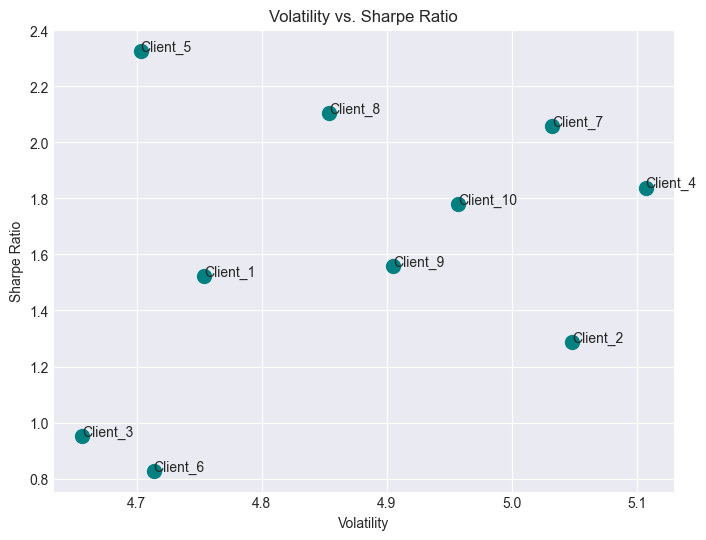 Volatility vs. Sharpe Ratio
2.4
Client_5
2.2
Client_8
Client_7
2.0
Client_4
1.8
Client_10
Sharpe Ratio
1.6
Client_9
Client_1
1.4
Client_2
1.2
1.0
Client_3
Client_6
0.8
4.7
4.8
4.9
5.0
5.1
Volatility